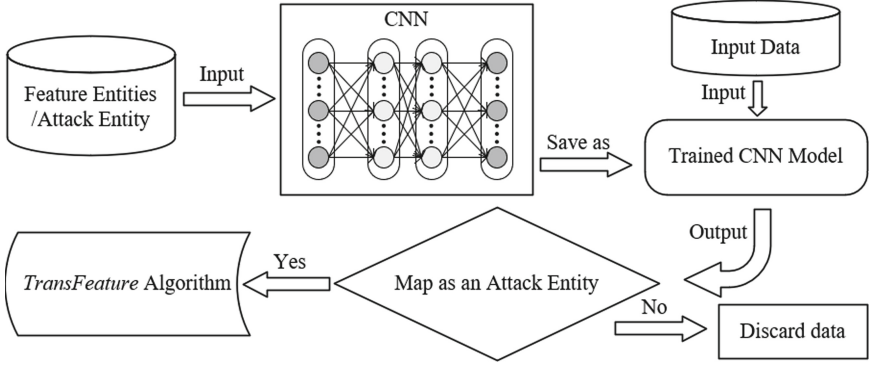 CNN
Input Data
Input
Feature Entities
/Attack Entity
Input
Save as
Trained CNN Model
Output
Map as an Attack Entity
Yes
TransFeature Algorithm
No
Discard data